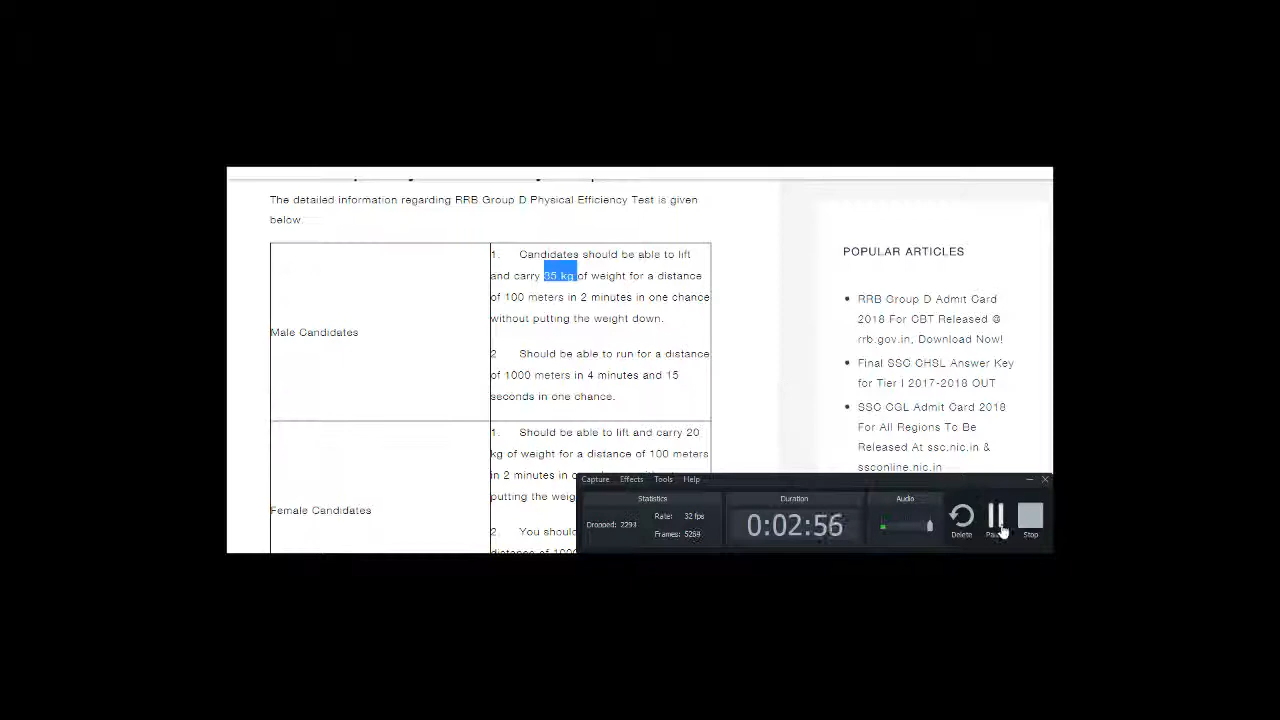 The detailed information regarding RRB Group D Physical Efficiency Test is given
below.
Male Candidates
1. Candidates should be able to lift
and carry 35 kg of weight for a distance
of 100 meters in 2 minutes in one chance
without putting the weight down.
2 Should be able to run for a distance
of 1000 meters in 4 minutes and 15
seconds in one chance.
Female Candidates
1. Should be able to lift and carry 20
kg of weight for a distance of 100 meters
in 2 minutes in
putting the
2. You
distance of
POPULAR ARTICLES
RRB Group D Admit Card
2018 For CBT Released @
rrb.gov.in, Download Now!
Final SSC CHSL Answer Key
for Tier I 2017-2018 OUT
SSC CGL Admit Card 2018
For All Regions To Be
Released At ssc.nic.in &
ssconline.nic.in
Capture Effects Tools Help
Statistics
Dropped: 2293
Rate: 32 fps
Frames: 5269
Duration
0:02:56
Audio
Delete
Stop